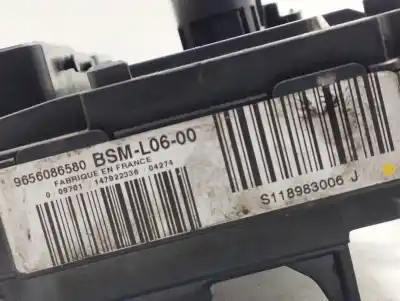 9656086580 BSM-L06-00
FABRIQUE EN FRANCE
0 09701 147922336 04274
S118983006 J